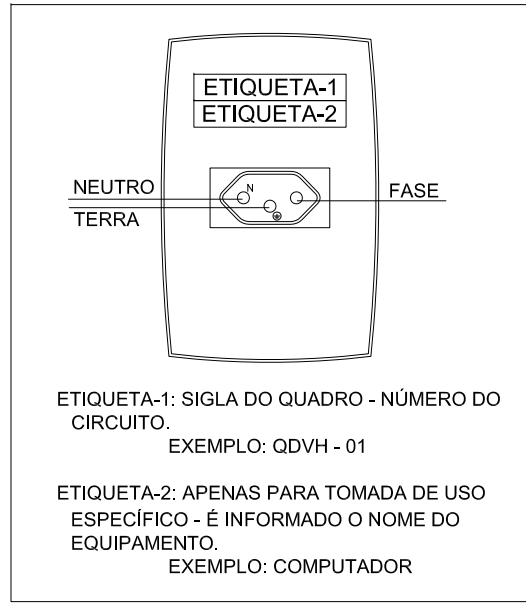 ETIQUETA-1
ETIQUETA-2
N
NEUTRO
FASE
TERRA
ETIQUETA-1: SIGLA DO QUADRO - NÚMERO DO
CIRCUITO.
EXEMPLO: QDVH - 01
ETIQUETA-2: APENAS PARA TOMADA DE USO
ESPECÍFICO - É INFORMADO O NOME DO
EQUIPAMENTO.
EXEMPLO: COMPUTADOR